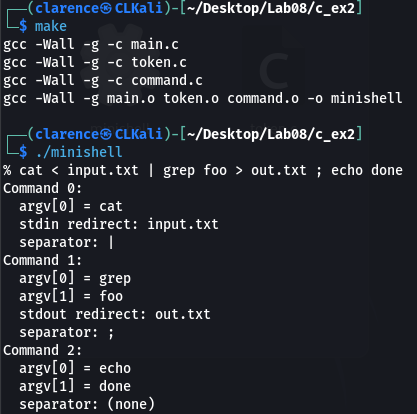 ┌──(clarence㉿CLKali)-[~/Desktop/Lab08/c_ex2]
└─$ make
gcc -Wall -g -c main.c
gcc -Wall -g -c token.c
gcc -Wall -g -c command.c
gcc -Wall -g main.o token.o command.o -o minishell
┌──(clarence㉿CLKali)-[~/Desktop/Lab08/c_ex2]
└─$ ./minishell
% cat < input.txt | grep foo > out.txt ; echo done
Command 0:
  argv[0] = cat
  stdin redirect: input.txt
  separator: |
Command 1:
  argv[0] = grep
  argv[1] = foo
  stdout redirect: out.txt
  separator: ;
Command 2:
  argv[0] = echo
  argv[1] = done
  separator: (none)